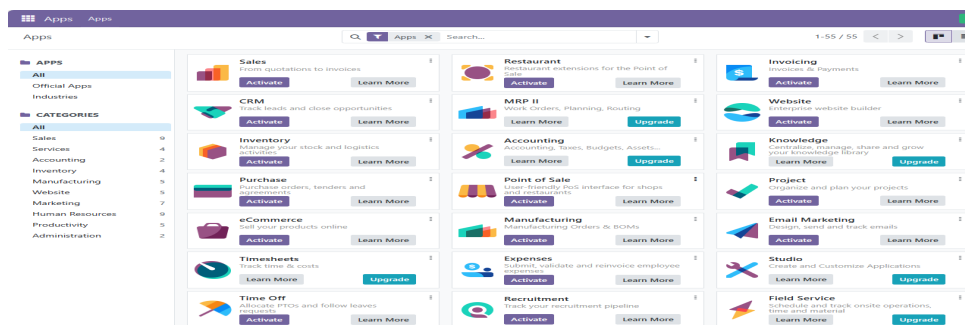 Apps Apps
Apps
Apps × Search...
1-55 / 55 < >
APPS
All
Official Apps
Industries
CATEGORIES
All
Sales 9
Services 4
Accounting 2
Inventory 4
Manufacturing 5
Website 5
Marketing 7
Human Resources 9
Productivity 5
Administration 2
Sales
From quotations to invoices
Activate Learn More
Restaurant
Restaurant extensions for the Point of
Sale
Activate Learn More
Invoicing
Invoices & Payments
Activate Learn More
CRM
Track leads and close opportunities
Activate Learn More
MRP II
Work Orders, Planning, Routing
Learn More Upgrade
Website
Enterprise website builder
Activate Learn More
Inventory
Manage your stock and logistics
activities
Activate Learn More
Accounting
Accounting, Taxes, Budgets, Assets...
Learn More Upgrade
Knowledge
Centralize, manage, share and grow
your knowledge library
Learn More Upgrade
Purchase
Purchase orders, tenders and
agreements
Activate Learn More
Point of Sale
User-friendly PoS interface for shops
and restaurants
Activate Learn More
Project
Organize and plan your projects
Activate Learn More
eCommerce
Sell your products online
Activate Learn More
Manufacturing
Manufacturing Orders & BOMs
Activate Learn More
Email Marketing
Design, send and track emails
Activate Learn More
Timesheets
Track time & costs
Learn More Upgrade
Expenses
Submit, validate and reinvoice employee
expenses
Activate Learn More
Studio
Create and Customize Applications
Learn More Upgrade
Time Off
Allocate PTOs and follow leaves
requests
Activate Learn More
Recruitment
Track your recruitment pipeline
Activate Learn More
Field Service
Schedule and track onsite operations,
time and material
Learn More Upgrade